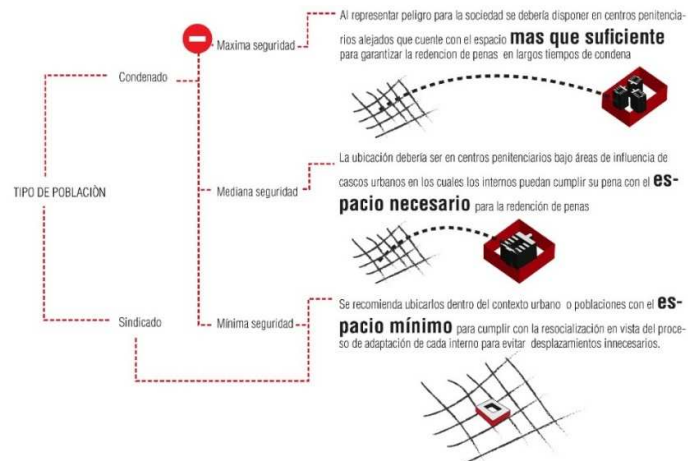 Al representar peligro para la sociedad se debería disponer en centros penitencia-
rios alejados que cuente con el espacio mas que suficiente
para garantizar la redencion de penas en largos tiempos de condena
Maxima seguridad
Condenado
La ubicación debería ser en centros penitenciarios bajo áreas de influencia de
cascos urbanos en los cuales los internos puedan cumplir su pena con el es-
pacio necesario para la redención de penas
Mediana seguridad
TIPO DE POBLACIÒN
Se recomienda ubicarlos dentro del contexto urbano o poblaciones con el es-
pacio mínimo para cumplir con la resocialización en vista del proce-
so de adaptación de cada interno para evitar desplazamientos innecesarios.
Sindicado
Mínima seguridad